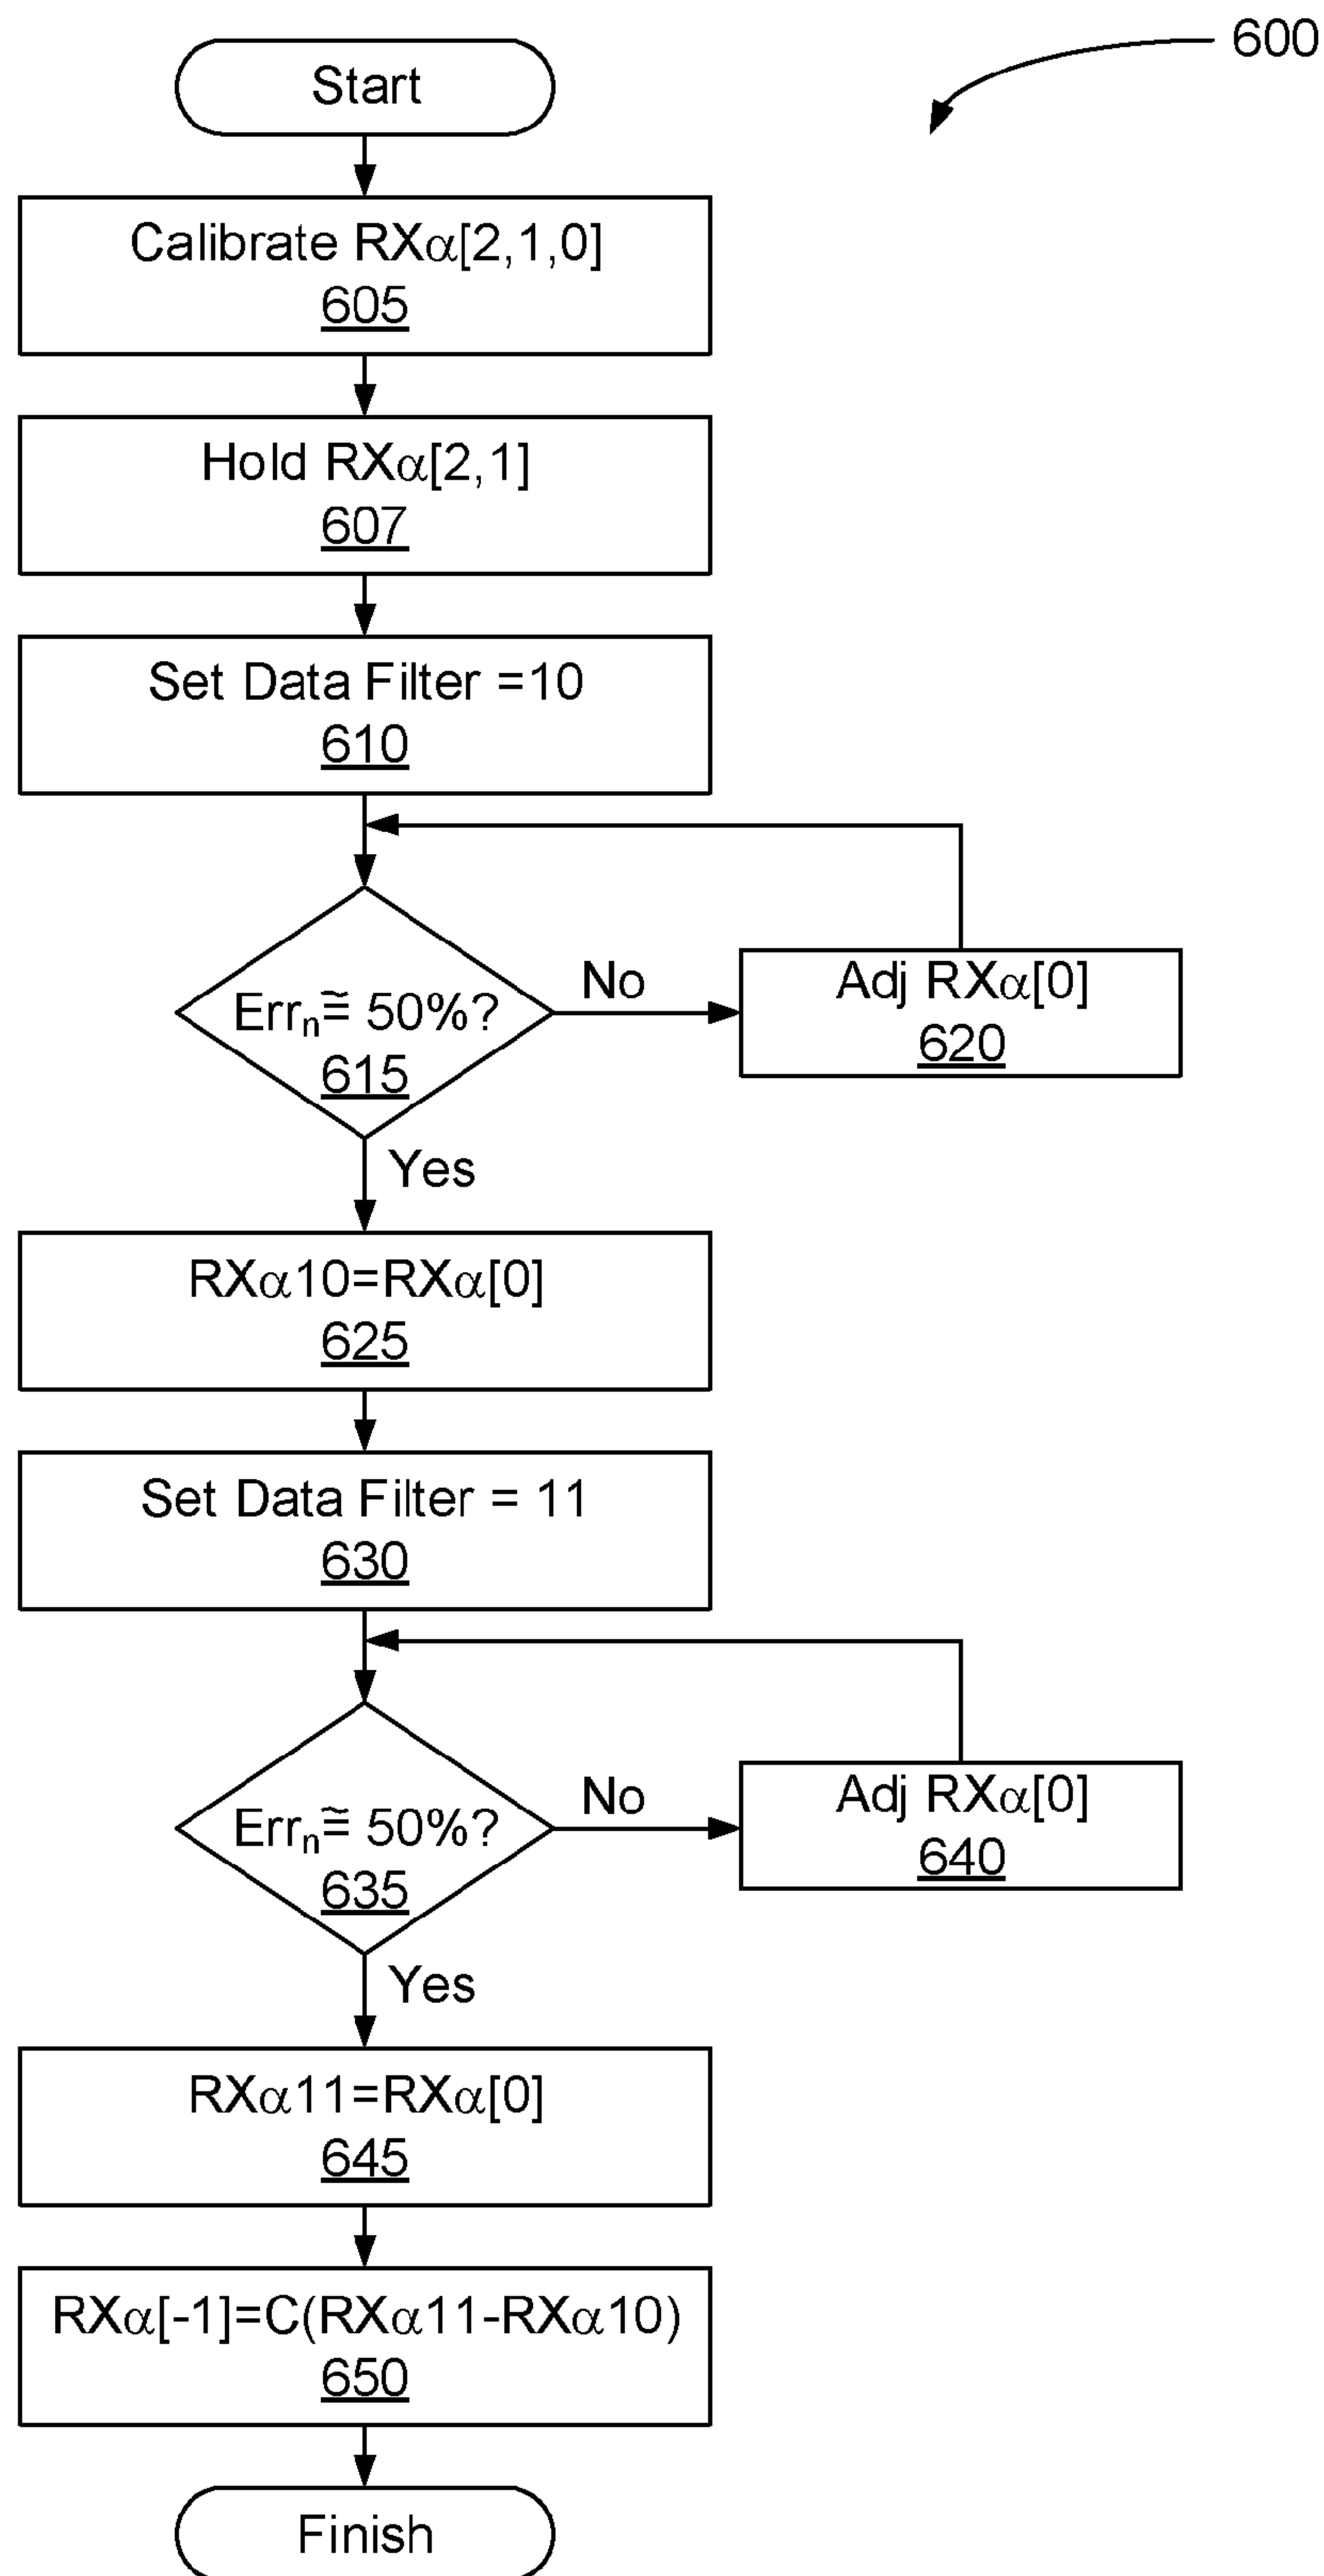 600
Start
Calibrate RXα[2,1,0]
605
Hold RXα[2,1]
607
Set Data Filter =10
610
Errₙ≅ 50%?
615
No
Adj RXα[0]
620
Yes
RXα10=RXα[0]
625
Set Data Filter = 11
630
Errₙ≅ 50%?
635
No
Adj RXα[0]
640
Yes
RXα11=RXα[0]
645
RXα[-1]=C(RXα11-RXα10)
650
Finish